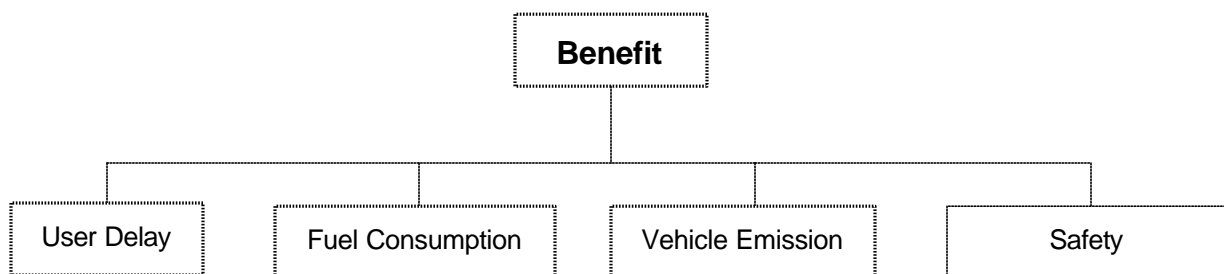 Benefit
User Delay
Fuel Consumption
Vehicle Emission
Safety